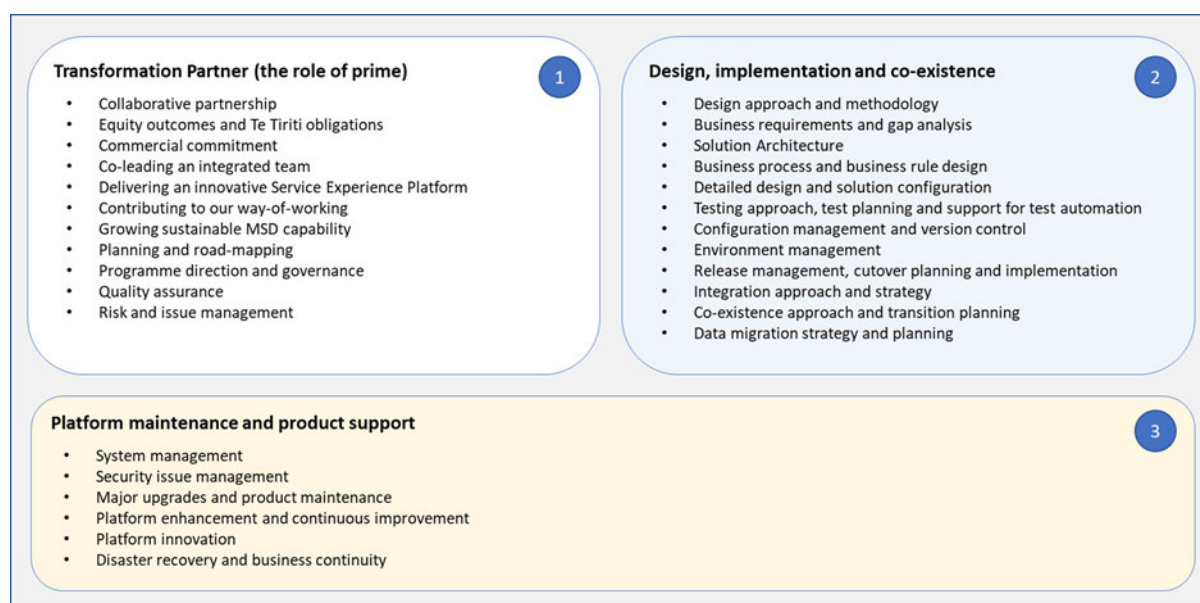 Transformation Partner (the role of prime)
1
• Collaborative partnership
• Equity outcomes and Te Tiriti obligations
• Commercial commitment
• Co-leading an integrated team
• Delivering an innovative Service Experience Platform
• Contributing to our way-of-working
• Growing sustainable MSD capability
• Planning and road-mapping
• Programme direction and governance
• Quality assurance
• Risk and issue management
Design, implementation and co-existence
2
• Design approach and methodology
• Business requirements and gap analysis
• Solution Architecture
• Business process and business rule design
• Detailed design and solution configuration
• Testing approach, test planning and support for test automation
• Configuration management and version control
• Environment management
• Release management, cutover planning and implementation
• Integration approach and strategy
• Co-existence approach and transition planning
• Data migration strategy and planning
Platform maintenance and product support
3
• System management
• Security issue management
• Major upgrades and product maintenance
• Platform enhancement and continuous improvement
• Platform innovation
• Disaster recovery and business continuity